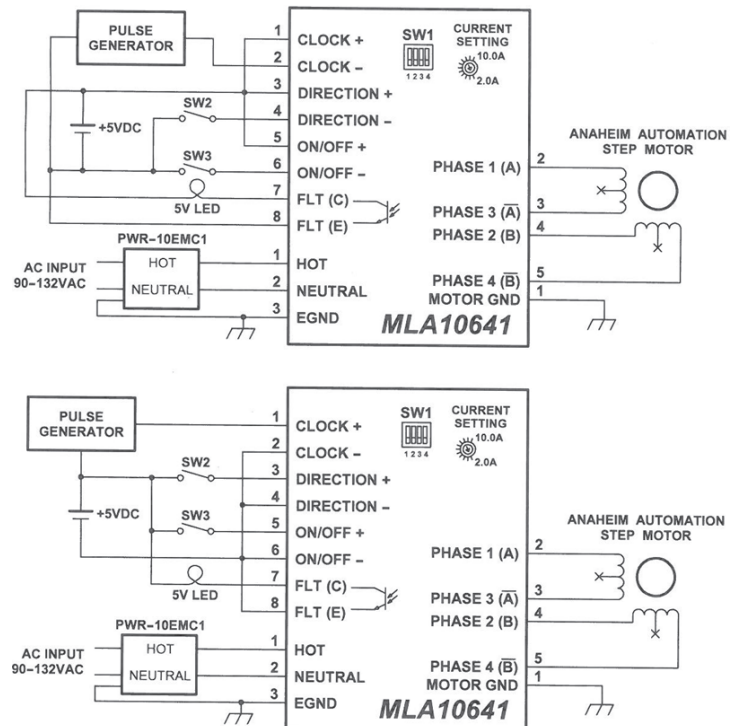 PULSE
GENERATOR
+5VDC
SW2
SW3
5V LED
PWR-10EMC1
HOT
NEUTRAL
AC INPUT
90-132VAC
1
2
3
4
5
6
7
8
1
2
3
CLOCK +
CLOCK -
DIRECTION +
DIRECTION -
ON/OFF +
ON/OFF -
FLT (C)
FLT (E)
HOT
NEUTRAL
EGND
SW1
1 2 3 4
CURRENT
SETTING
10.0A
2.0A
PHASE 1 (A)
PHASE 3 (A̅)
PHASE 2 (B)
PHASE 4 (B̅)
MOTOR GND
MLA10641
2
3
4
5
1
ANAHEIM AUTOMATION
STEP MOTOR
PULSE
GENERATOR
+5VDC
SW2
SW3
5V LED
PWR-10EMC1
HOT
NEUTRAL
AC INPUT
90-132VAC
1
2
3
4
5
6
7
8
1
2
3
CLOCK +
CLOCK -
DIRECTION +
DIRECTION -
ON/OFF +
ON/OFF -
FLT (C)
FLT (E)
HOT
NEUTRAL
EGND
SW1
1 2 3 4
CURRENT
SETTING
10.0A
2.0A
PHASE 1 (A)
PHASE 3 (A̅)
PHASE 2 (B)
PHASE 4 (B̅)
MOTOR GND
MLA10641
2
3
4
5
1
ANAHEIM AUTOMATION
STEP MOTOR